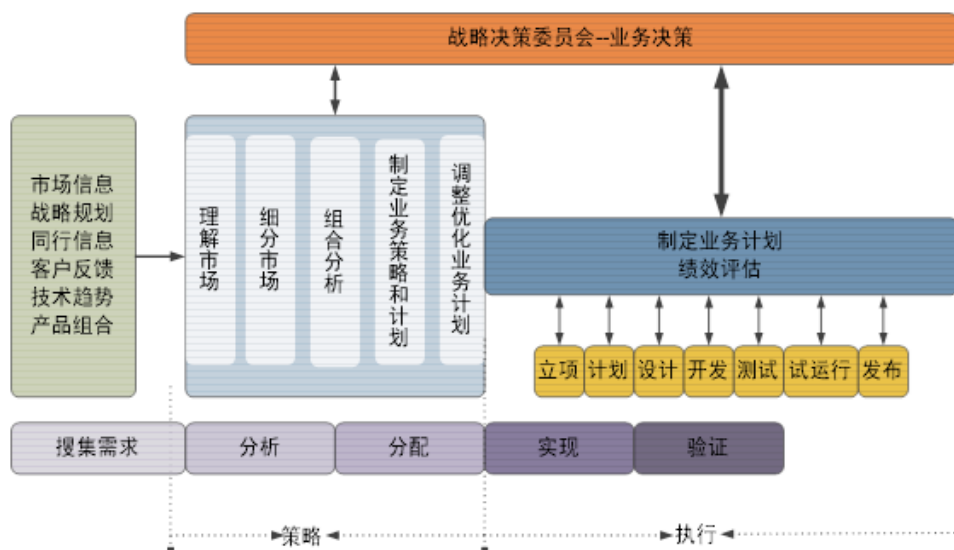 战略决策委员会--业务决策
市场信息
战略规划
同行信息
客户反馈
技术趋势
产品组合
理解市场
细分市场
组合分析
制定业务策略和计划
调整优化业务计划
制定业务计划
绩效评估
立项
计划
设计
开发
测试
试运行
发布
搜集需求
分析
分配
实现
验证
策略
执行